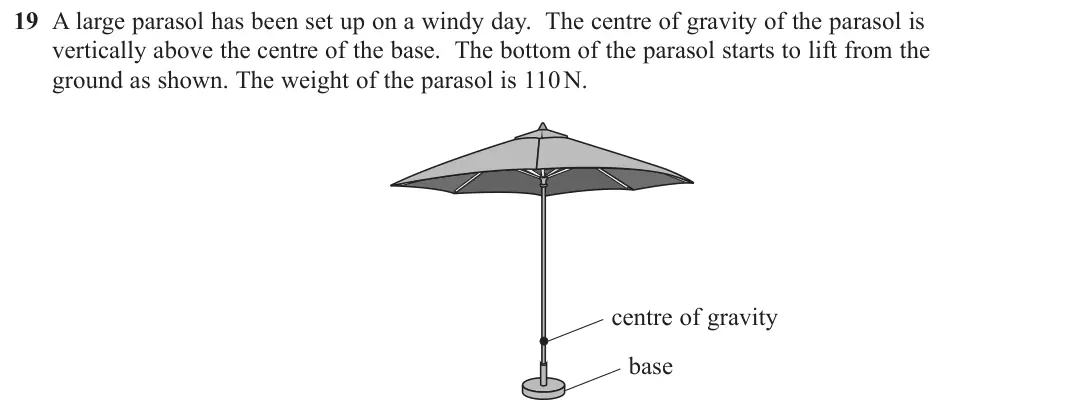 19 A large parasol has been set up on a windy day. The centre of gravity of the parasol is
vertically above the centre of the base. The bottom of the parasol starts to lift from the
ground as shown. The weight of the parasol is 110 N.
centre of gravity
base